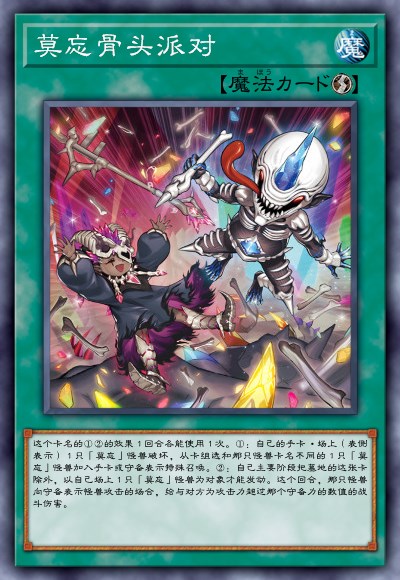 莫忘骨头派对
魔
【魔法カード】
ま ほう
这个卡名的①②的效果1回合各能使用1次。①：自己的手卡·场上（表侧
表示）1只「莫忘」怪兽破坏，从卡组选和那只怪兽卡名不同的1只「莫
忘」怪兽加入手卡或守备表示特殊召唤。②：自己主要阶段把墓地的这张卡
除外，以自己场上1只「莫忘」怪兽为对象才能发动。这个回合，那只怪兽
向守备表示怪兽攻击的场合，给与对方为攻击力超过那个守备力的数值的战
斗伤害。